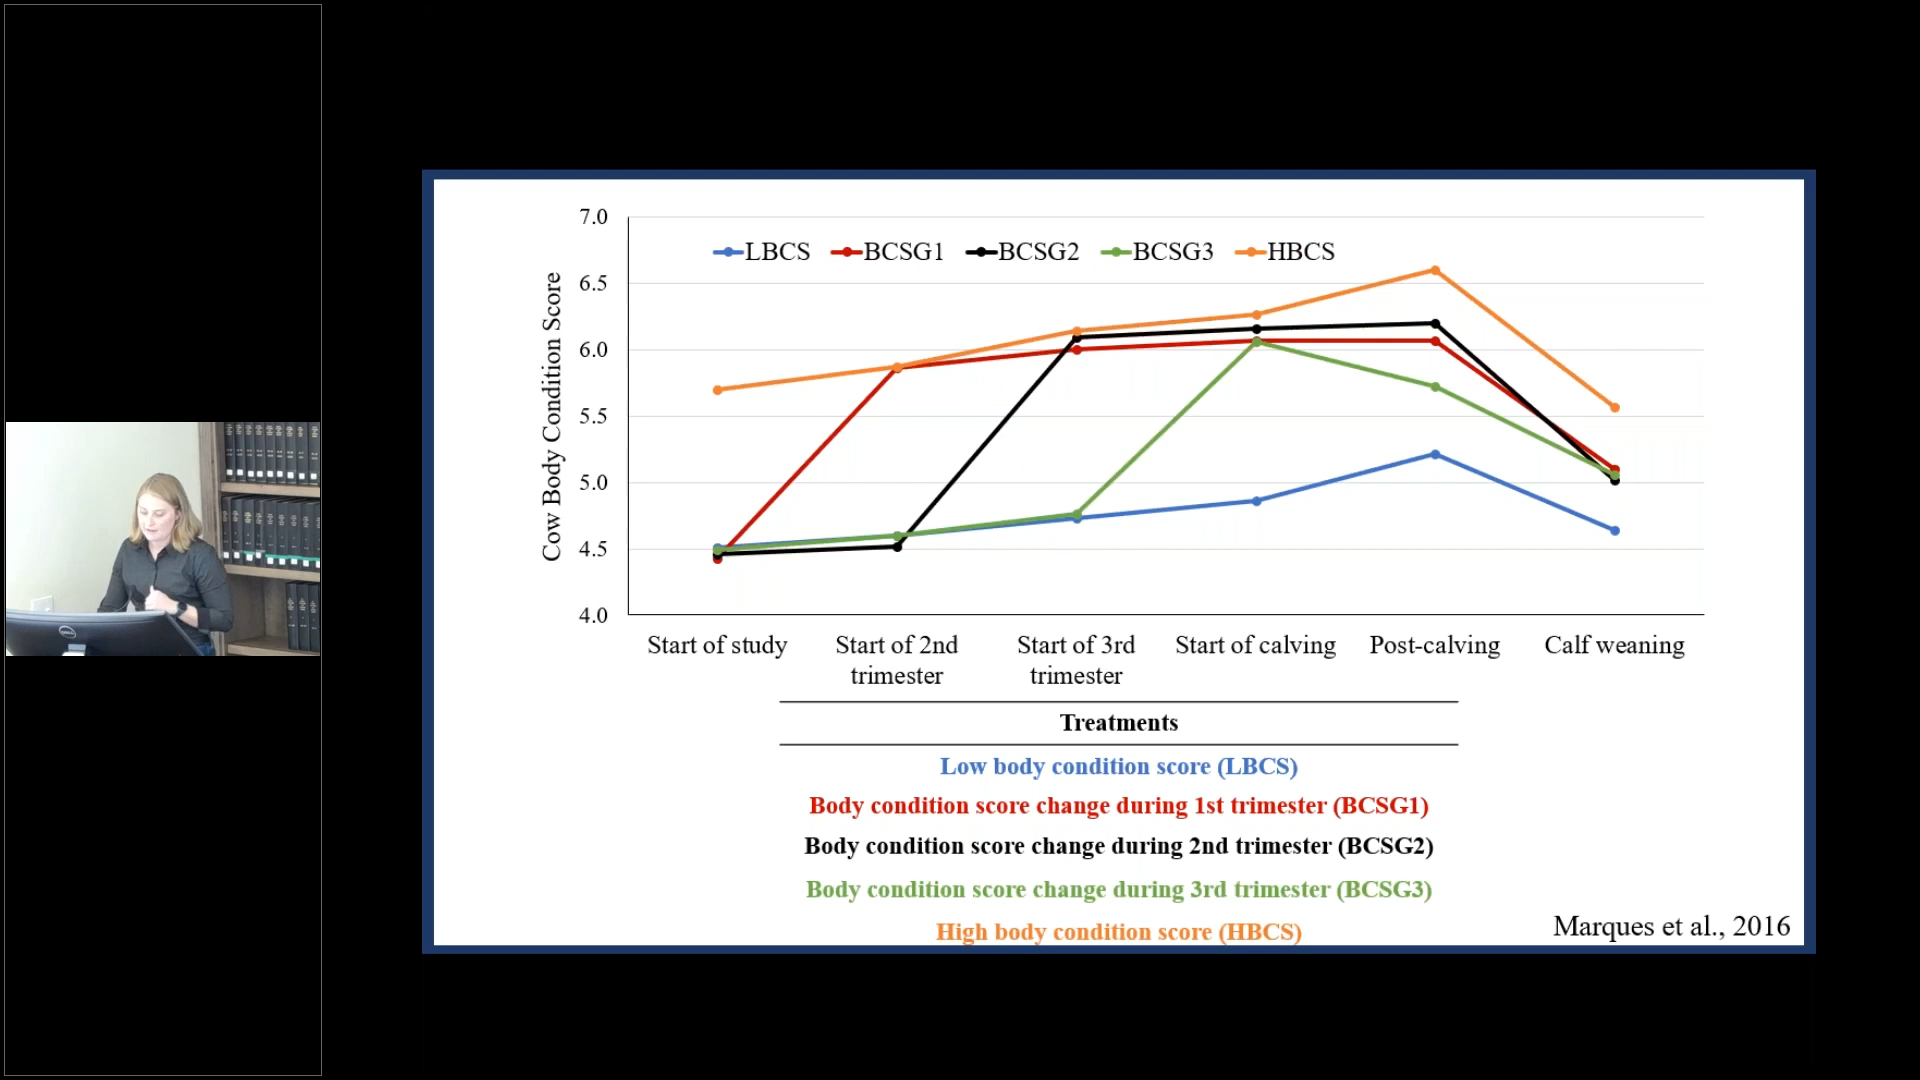 7.0
LBCS BCSG1 BCSG2 BCSG3 HBCS
6.5
6.0
5.5
5.0
4.5
4.0
Cow Body Condition Score
Start of study
Start of 2nd
trimester
Start of 3rd
trimester
Start of calving
Post-calving
Calf weaning
Treatments
Low body condition score (LBCS)
Body condition score change during 1st trimester (BCSG1)
Body condition score change during 2nd trimester (BCSG2)
Body condition score change during 3rd trimester (BCSG3)
High body condition score (HBCS)
Marques et al., 2016
DELL